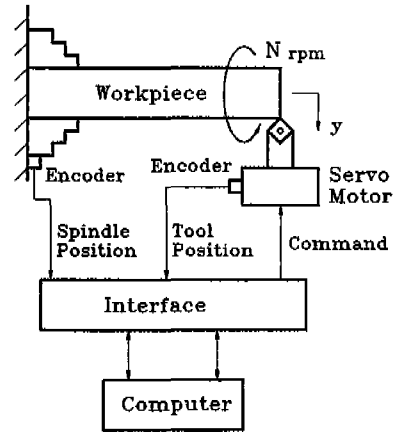 N rpm
Workpiece
y
Encoder
Encoder
Servo
Motor
Spindle
Position
Tool
Position
Command
Interface
Computer